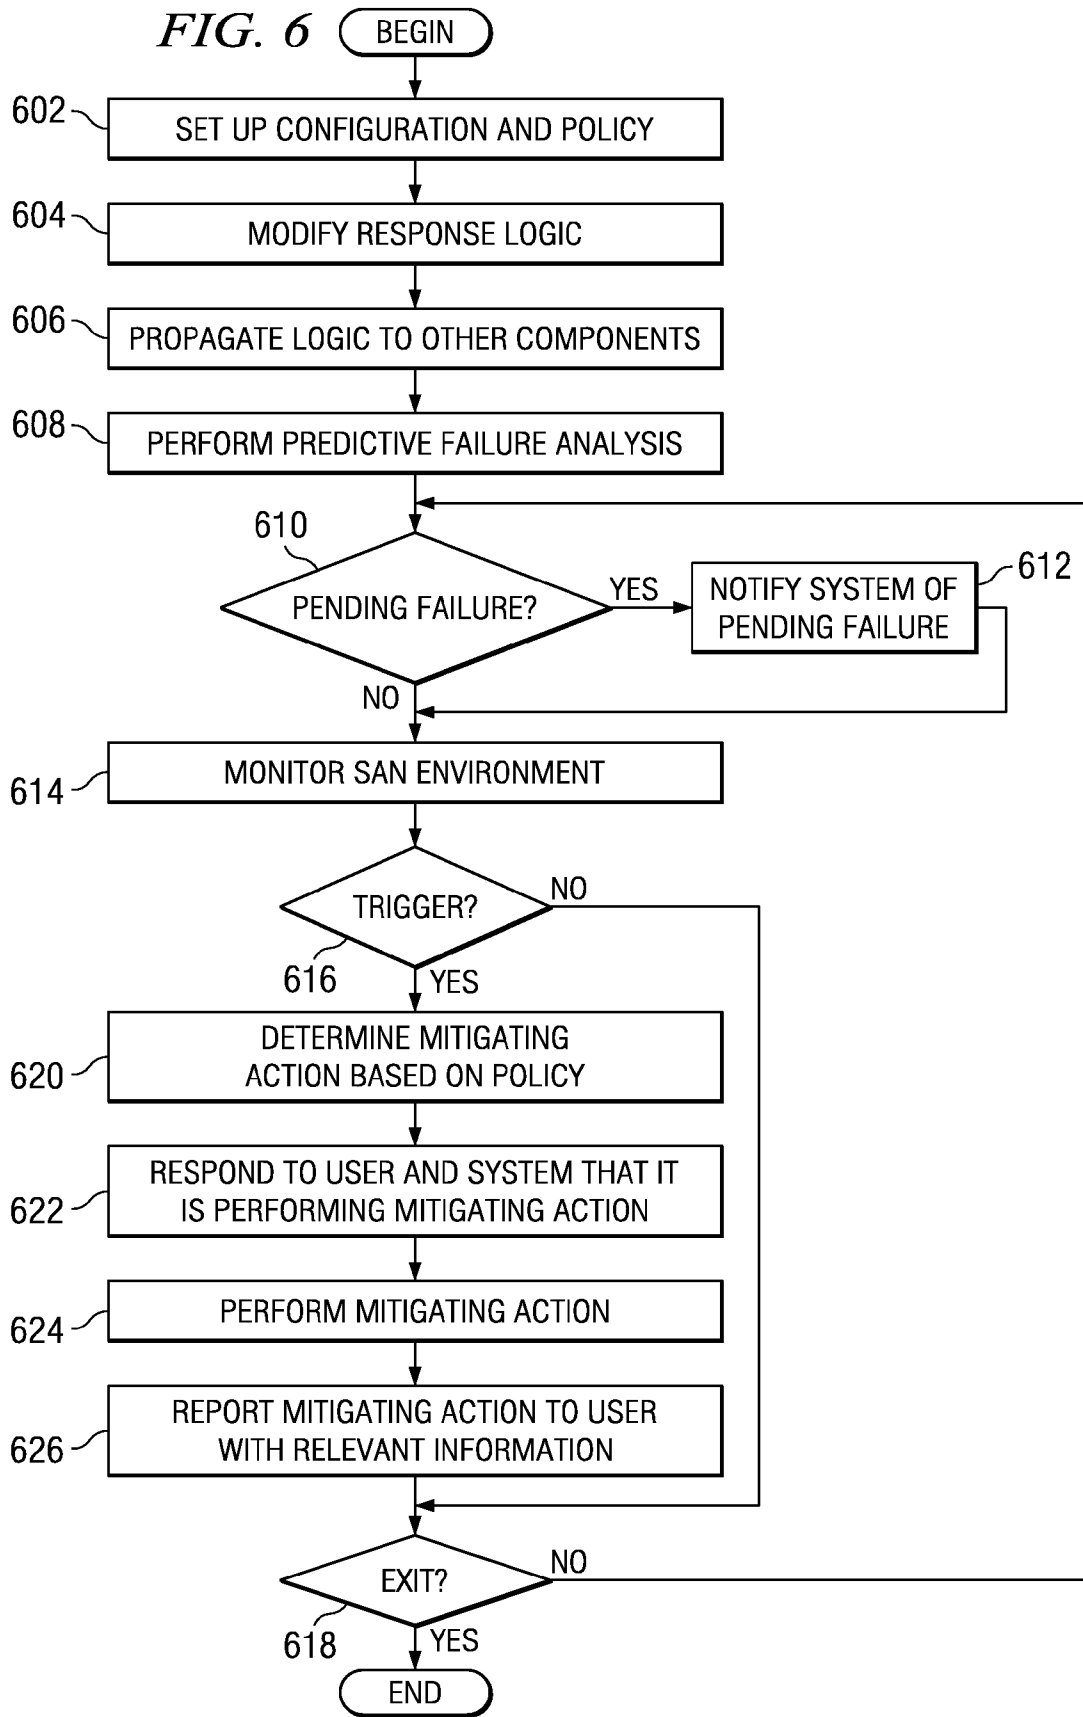 FIG. 6
BEGIN
602
SET UP CONFIGURATION AND POLICY
604
MODIFY RESPONSE LOGIC
606
PROPAGATE LOGIC TO OTHER COMPONENTS
608
PERFORM PREDICTIVE FAILURE ANALYSIS
610
PENDING FAILURE?
YES
NOTIFY SYSTEM OF
PENDING FAILURE
612
NO
614
MONITOR SAN ENVIRONMENT
TRIGGER?
NO
616
YES
620
DETERMINE MITIGATING
ACTION BASED ON POLICY
622
RESPOND TO USER AND SYSTEM THAT IT
IS PERFORMING MITIGATING ACTION
624
PERFORM MITIGATING ACTION
626
REPORT MITIGATING ACTION TO USER
WITH RELEVANT INFORMATION
EXIT?
NO
618
YES
END